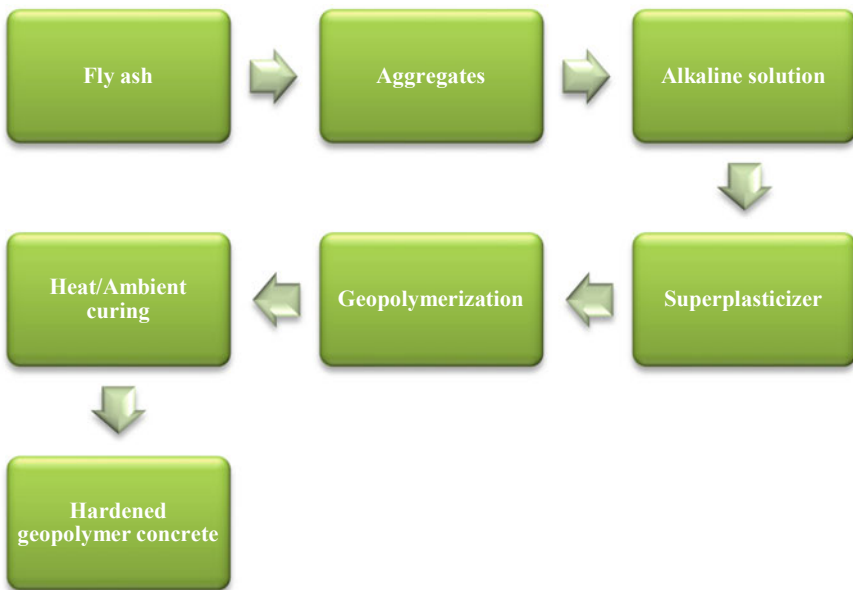 Fly ash
Aggregates
Alkaline solution
Superplasticizer
Geopolymerization
Heat/Ambient
curing
Hardened
geopolymer concrete